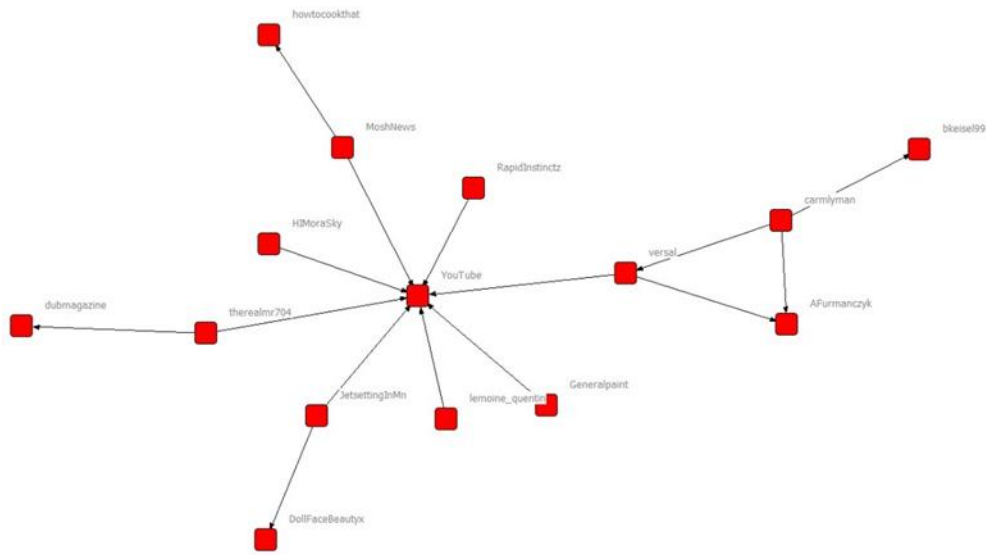 howtocookthat
MoshNews
bkeisel99
RapidInstinctz
carmlyman
HIMoraSky
versal
YouTube
dubmagazine
therealmr704
AFurmanczyk
Generalpaint
JetsettingInMn
lemoine_quentin
DollFaceBeautyx